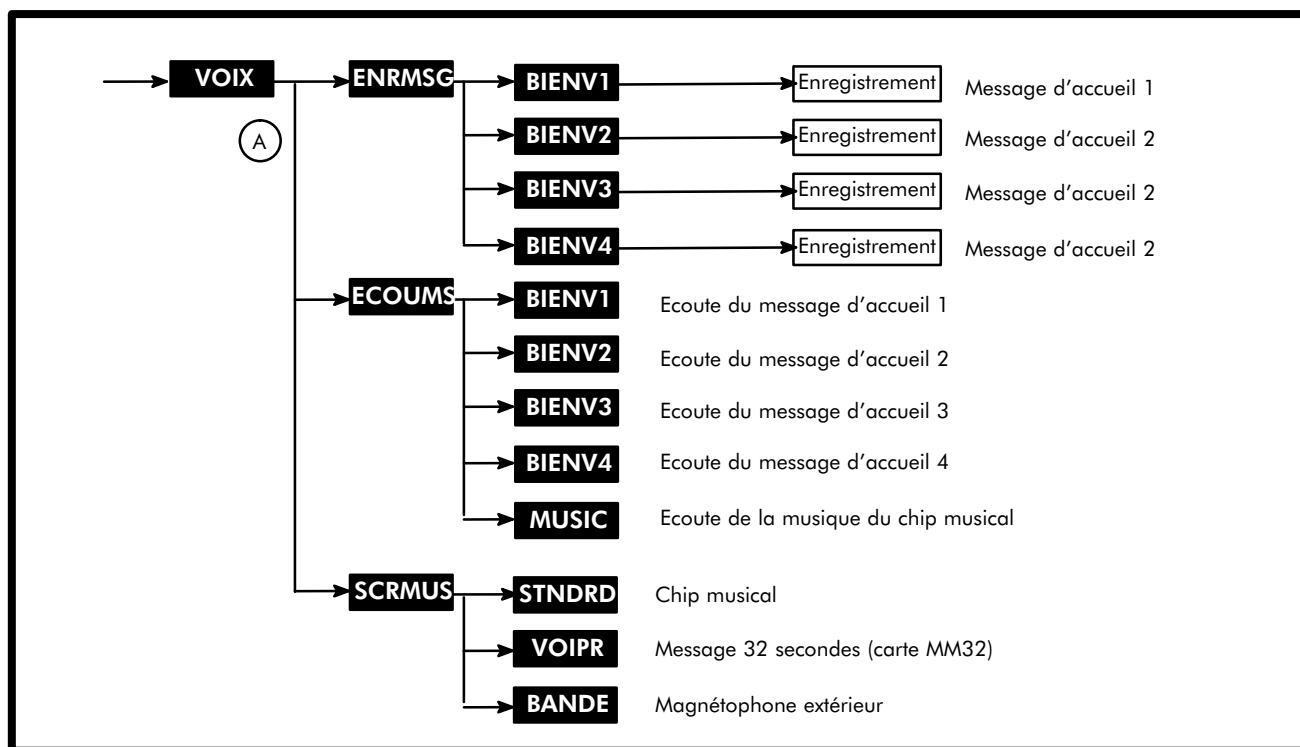 VOIX ENRMSG BIENV1 Enregistrement Message d’accueil 1
A
BIENV2 Enregistrement Message d’accueil 2
BIENV3 Enregistrement Message d’accueil 2
BIENV4 Enregistrement Message d’accueil 2
ECOUMS BIENV1 Ecoute du message d’accueil 1
BIENV2 Ecoute du message d’accueil 2
BIENV3 Ecoute du message d’accueil 3
BIENV4 Ecoute du message d’accueil 4
MUSIC Ecoute de la musique du chip musical
SCRMUS STNDRD Chip musical
VOIPR Message 32 secondes (carte MM32)
BANDE Magnétophone extérieur